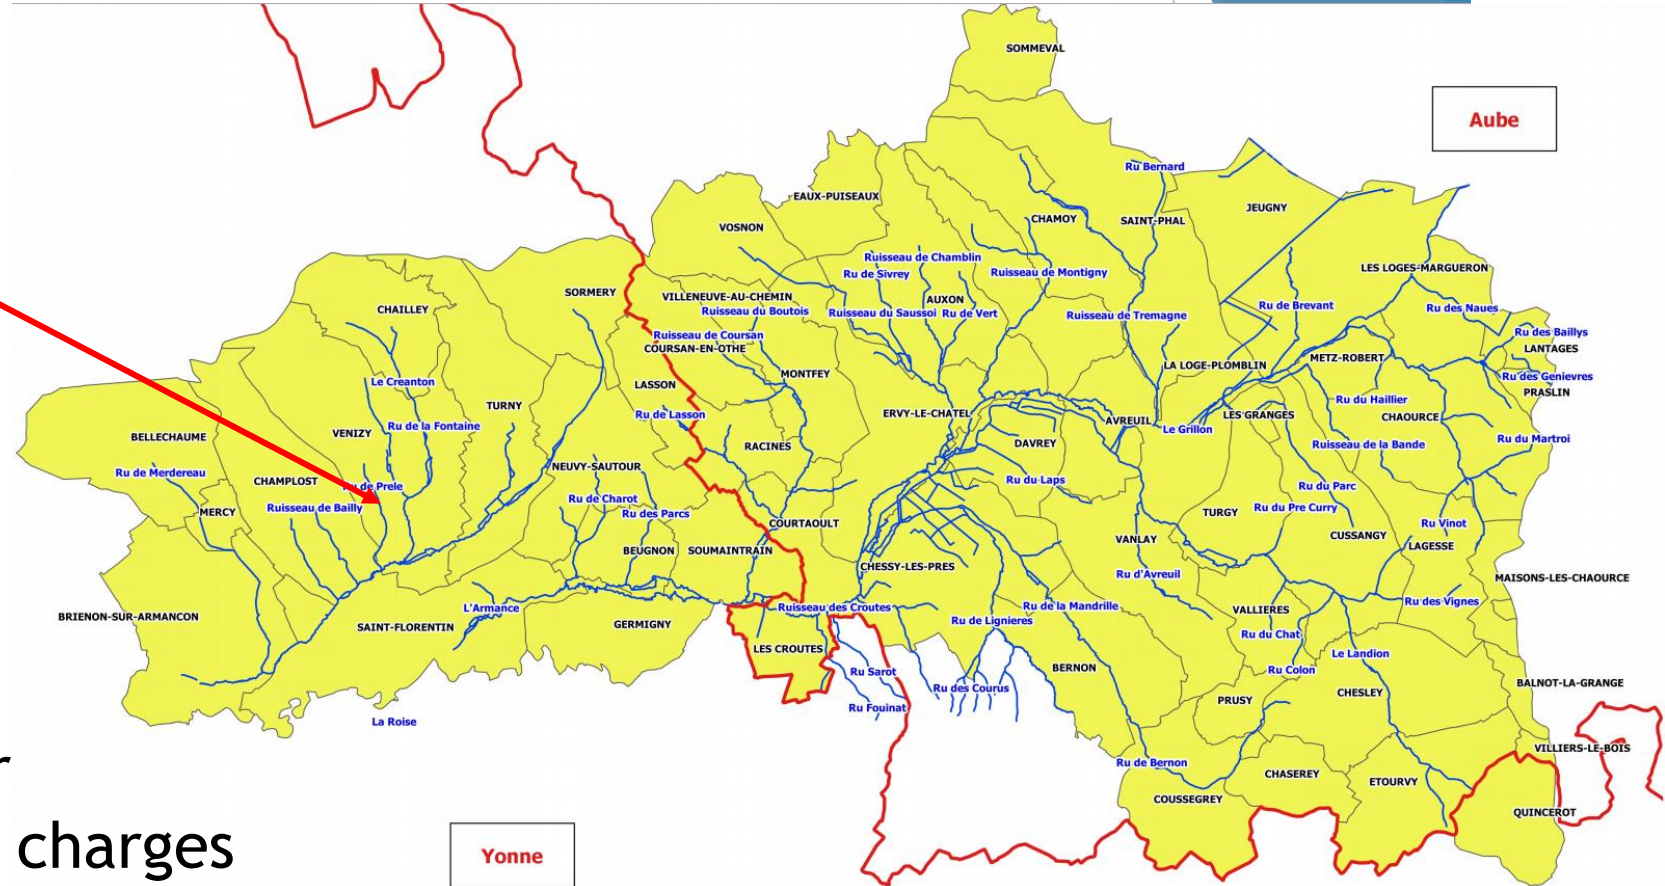 SOMMEVAL
Aube
Ru Bernard
EAUX-PUISEAUX
JEUGNY
CHAMOY
SAINT-PHAL
VOSNON
Ruisseau de Chamblin
Ru de Sivrey
Ruisseau de Montigny
LES LOGES-MARGUERON
SORMERY
VILLENEUVE-AU-CHEMIN
AUXON
Ru de Brevant
Ru des Naues
CHAILLEY
Ruisseau du Boutois
Ruisseau du Saussoi
Ru de Vert
Ruisseau de Tremagne
Ru des Baillys
Ruisseau de Coursan
COURSAN-EN-OTHE
LANTAGES
METZ-ROBERT
LA LOGE-PLOMBLIN
MONTFEY
Ru des Genievres
Le Creanton
LASSON
PRASLIN
Ru du Haillier
TURNY
Ru de Lasson
ERVY-LE-CHATEL
LES GRANGES
CHAOURCE
AVREUIL
Ru de la Fontaine
Le Grillon
VENIZY
BELLECHAUME
RACINES
DAVREY
Ruisseau de la Bande
Ru du Martroi
Ru de Merdereau
NEUVY-SAUTOUR
CHAMPLOST
Ru du Laps
Ru de Prele
Ru du Parc
Ru de Charot
Ruisseau de Bailly
MERCY
Ru des Parcs
Ru du Pre Curry
TURGY
COURTAOULT
Ru Vinot
CUSSANGY
VANLAY
LAGESSE
BEUGNON
SOUMAINTRAIN
CHESSY-LES-PRES
Ru d'Avreuil
MAISONS-LES-CHAOURCE
Ru des Vignes
L'Armance
Ruisseau des Croutes
Ru de la Mandrille
VALLIERES
BRIENON-SUR-ARMANCON
Ru de Lignieres
SAINT-FLORENTIN
GERMIGNY
Ru du Chat
LES CROUTES
Le Landion
BERNON
Ru Colon
Ru Sarot
BALNOT-LA-GRANGE
Ru des Courus
CHESLEY
PRUSY
Ru Fouinat
La Roise
VILLIERS-LE-BOIS
Ru de Bernon
CHASEREY
ETOURVY
COUSSEGREY
QUINCEROT
r
charges
Yonne